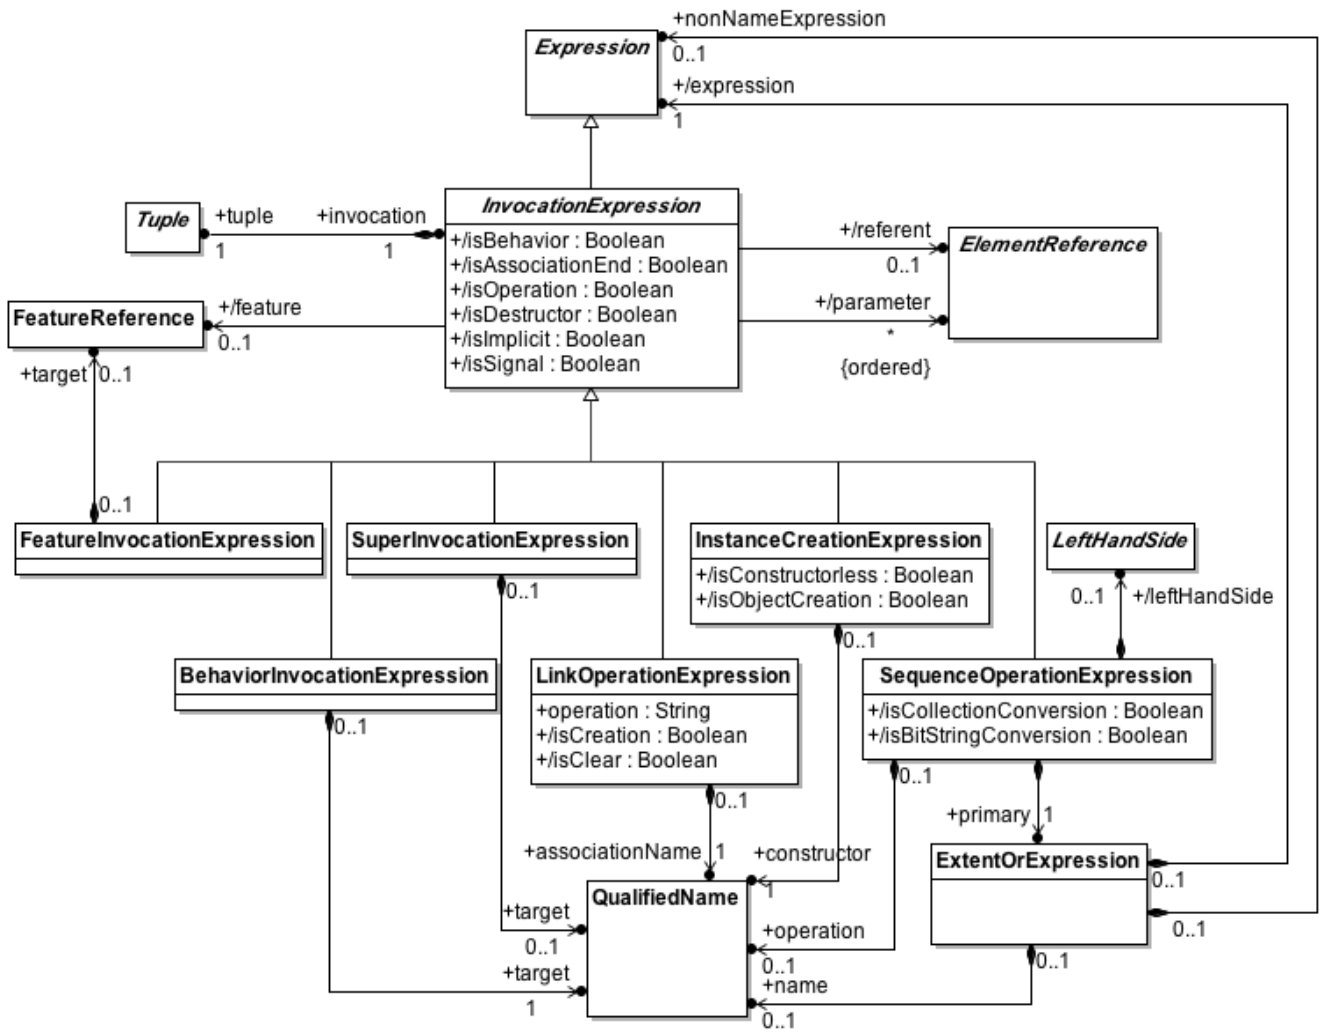 +nonNameExpression
Expression
0..1
+/expression
1
Tuple
+tuple
1
+invocation
1
InvocationExpression
+/isBehavior : Boolean
+/isAssociationEnd : Boolean
+/isOperation : Boolean
+/isDestructor : Boolean
+/isImplicit : Boolean
+/isSignal : Boolean
+/referent
0..1
ElementReference
+/parameter
*
{ordered}
FeatureReference
+/feature
0..1
+target
0..1
0..1
FeatureInvocationExpression
SuperInvocationExpression
0..1
InstanceCreationExpression
+/isConstructorless : Boolean
+/isObjectCreation : Boolean
0..1
LeftHandSide
0..1
+/leftHandSide
BehaviorInvocationExpression
0..1
LinkOperationExpression
+operation : String
+/isCreation : Boolean
+/isClear : Boolean
0..1
SequenceOperationExpression
+/isCollectionConversion : Boolean
+/isBitStringConversion : Boolean
0..1
+primary
1
+associationName
1
+constructor
1
ExtentOrExpression
0..1
0..1
0..1
QualifiedName
+target
0..1
+target
1
+operation
0..1
+name
0..1